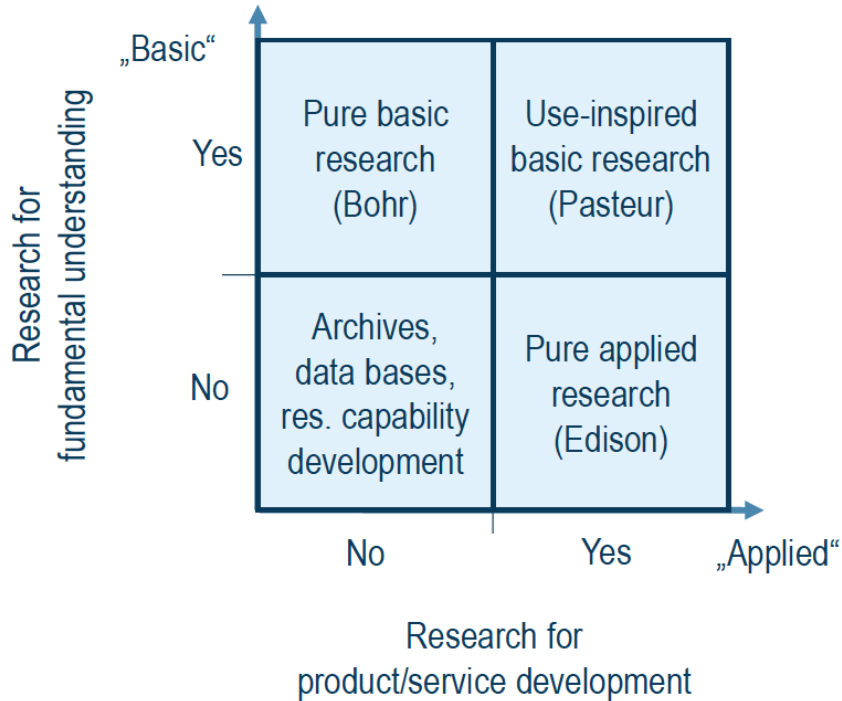 „Basic“
Research for
fundamental understanding
Yes
Pure basic
research
(Bohr)
Use-inspired
basic research
(Pasteur)
No
Archives,
data bases,
res. capability
development
Pure applied
research
(Edison)
No
Yes
„Applied“
Research for
product/service development